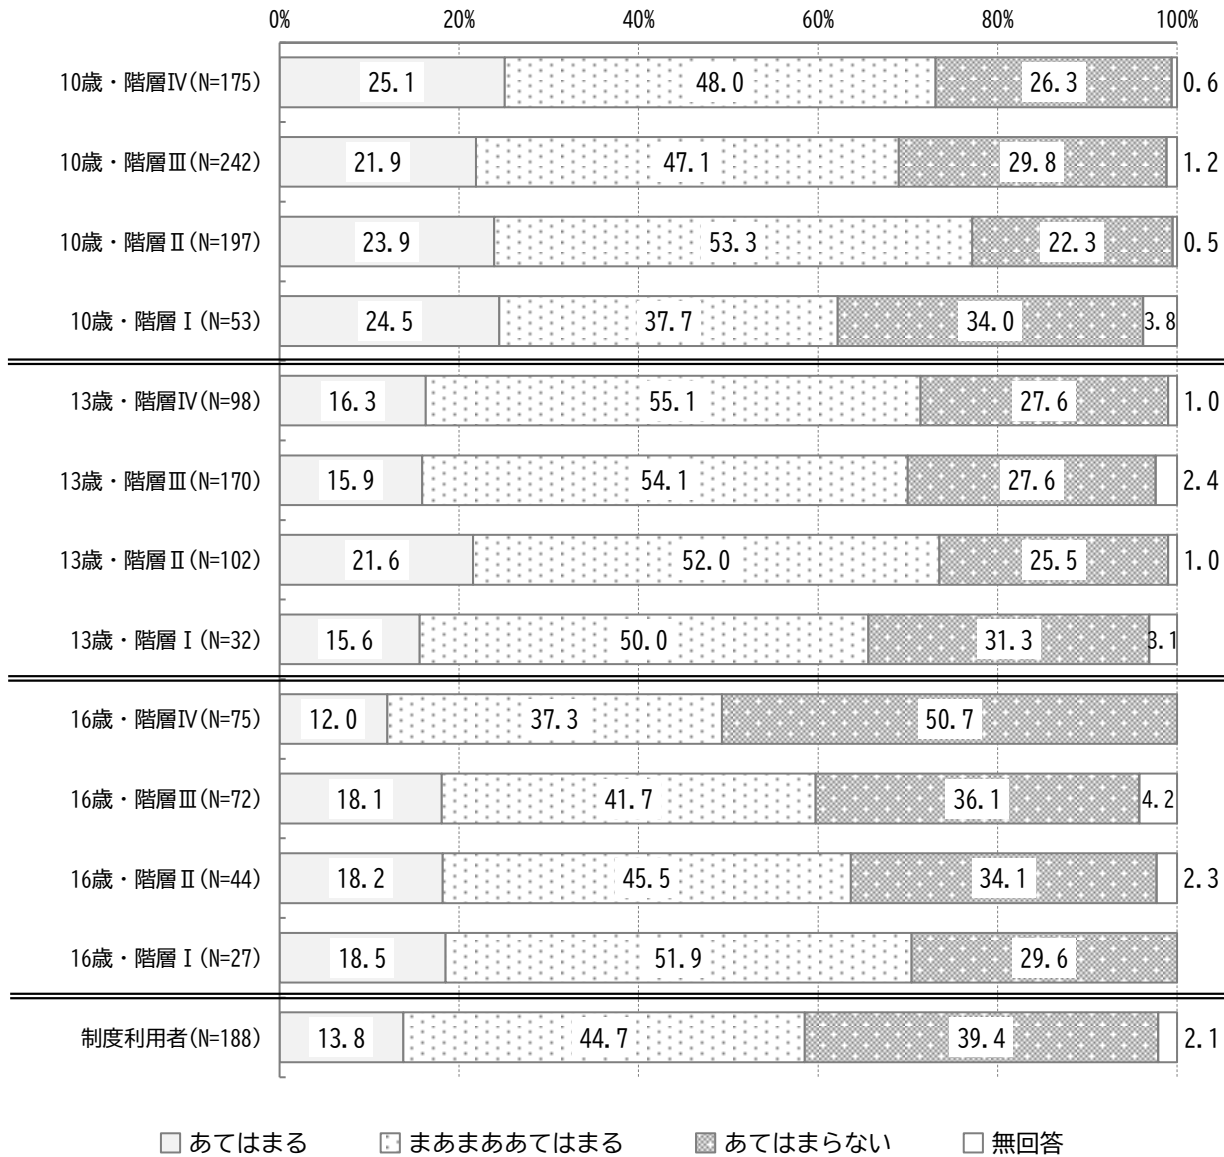 0% 20% 40% 60% 80% 100%
10歳・階層Ⅳ(N=175) 25.1 48.0 26.3 0.6
10歳・階層Ⅲ(N=242) 21.9 47.1 29.8 1.2
10歳・階層Ⅱ(N=197) 23.9 53.3 22.3 0.5
10歳・階層Ⅰ(N=53) 24.5 37.7 34.0 3.8
13歳・階層Ⅳ(N=98) 16.3 55.1 27.6 1.0
13歳・階層Ⅲ(N=170) 15.9 54.1 27.6 2.4
13歳・階層Ⅱ(N=102) 21.6 52.0 25.5 1.0
13歳・階層Ⅰ(N=32) 15.6 50.0 31.3 3.1
16歳・階層Ⅳ(N=75) 12.0 37.3 50.7
16歳・階層Ⅲ(N=72) 18.1 41.7 36.1 4.2
16歳・階層Ⅱ(N=44) 18.2 45.5 34.1 2.3
16歳・階層Ⅰ(N=27) 18.5 51.9 29.6
制度利用者(N=188) 13.8 44.7 39.4 2.1
あてはまる まあまああてはまる あてはまらない 無回答